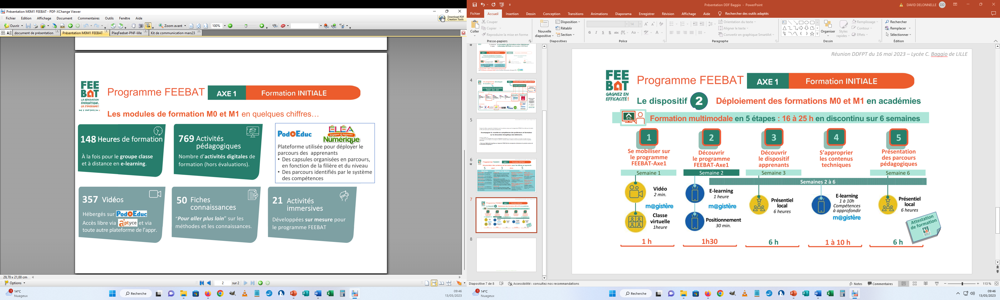 Présentation M0M1 FEEBAT - PDF-XChange Viewer
Fichier Edition Affichage Document Commentaires Outils Fenêtre Aide
Download PDF
Creation Tools
Ouvrir
OCR
Zoom avant
100%
document de présentation
Présentation M0M1 FEEBAT
PlaqFeebat-PNF-lille
Kit de communication mars23
FEE
BAT
LA RÉNOVATION
ÉNERGÉTIQUE,
ÇA S'ENSEIGNE !
Programme FEEBAT AXE 1 Formation INITIALE
Les modules de formation M0 et M1 en quelques chiffres…
148 Heures de formation
À la fois pour le groupe classe
et à distance en e-learning.
769 Activités
pédagogiques
Nombre d'activités digitales de
formation (hors évaluations).
PodEduc
ÉLÉA
Enseigner et Apprendre
Numérique
Plateforme utilisée pour déployer le
parcours des apprenants
• Des capsules organisées en parcours,
en fonction de la filière et du niveau
• Des parcours identifiés par le système
des compétences
357 Vidéos
Hébergés sur PodEduc
Accès libre via aptyce et via
toute autre plateforme de l'appr.
50 Fiches
connaissances
“Pour aller plus loin” sur les
méthodes et les connaissances.
21 Activités
immersives
Développées sur mesure pour
le programme FEEBAT
29,70 x 21,00 cm
Options
2 sur 2
14°C
Nuageux
Recherche
09:46
13/05/2023
Présentation DDF Baggio - PowerPoint
DAVID DELONNELLE DD
Fichier Accueil Insertion Dessin Conception Transitions Animations Diaporama Enregistrer Révision Affichage Aide Rechercher des outils adaptés
Coller
Couper
Copier
Reproduire la mise en forme
Presse-papiers
Nouvelle
diapositive
Disposition
Rétablir
Section
Diapositives
14
G I S S abc AV Aa A
Police
Orientation du texte
Aligner le texte
Convertir en graphique SmartArt
Paragraphe
Organiser
Styles
rapides
Remplissage
Contour
Effets
Dessin
Rechercher
Remplacer
Sélectionner
Édition
4
5
6
7
8
Réunion DDFPT du 16 mai 2023 – Lycée C. Baggio de LILLE
FEE
BAT
GAGNEZ EN
EFFICACITÉ !
Programme FEEBAT AXE 1 Formation INITIALE
Le dispositif 2 Déploiement des formations M0 et M1 en académies
Formation multimodale en 5 étapes : 16 à 25 h en discontinu sur 6 semaines
1
Se mobiliser sur
le programme
FEEBAT-Axe1
Semaine 1
Vidéo
2 min.
m@gistère
Classe
virtuelle
1heure
1 h
2
Découvrir
le programme
FEEBAT-Axe1
Semaine 2
E-learning
1 heure
m@gistère
Positionnement
30 min.
1h30
3
Découvrir
le dispositif
apprenants
Semaine 3
Semaines 2 à 6
Présentiel
local
6 heures
6 h
4
S'approprier
les contenus
techniques
E-learning
1 à 10h
Compétences
à approfondir
m@gistère
1 à 10 h
5
Présentation
des parcours
pédagogiques
Semaine 6
Présentiel
local
6 heures
Attestation
de formation
FEE
BAT
6 h
Diapositive 7 de 8
Accessibilité : consultez nos recommandations
Notes
Commentaires
113 %
14°C
Nuageux
Recherche
09:46
13/05/2023